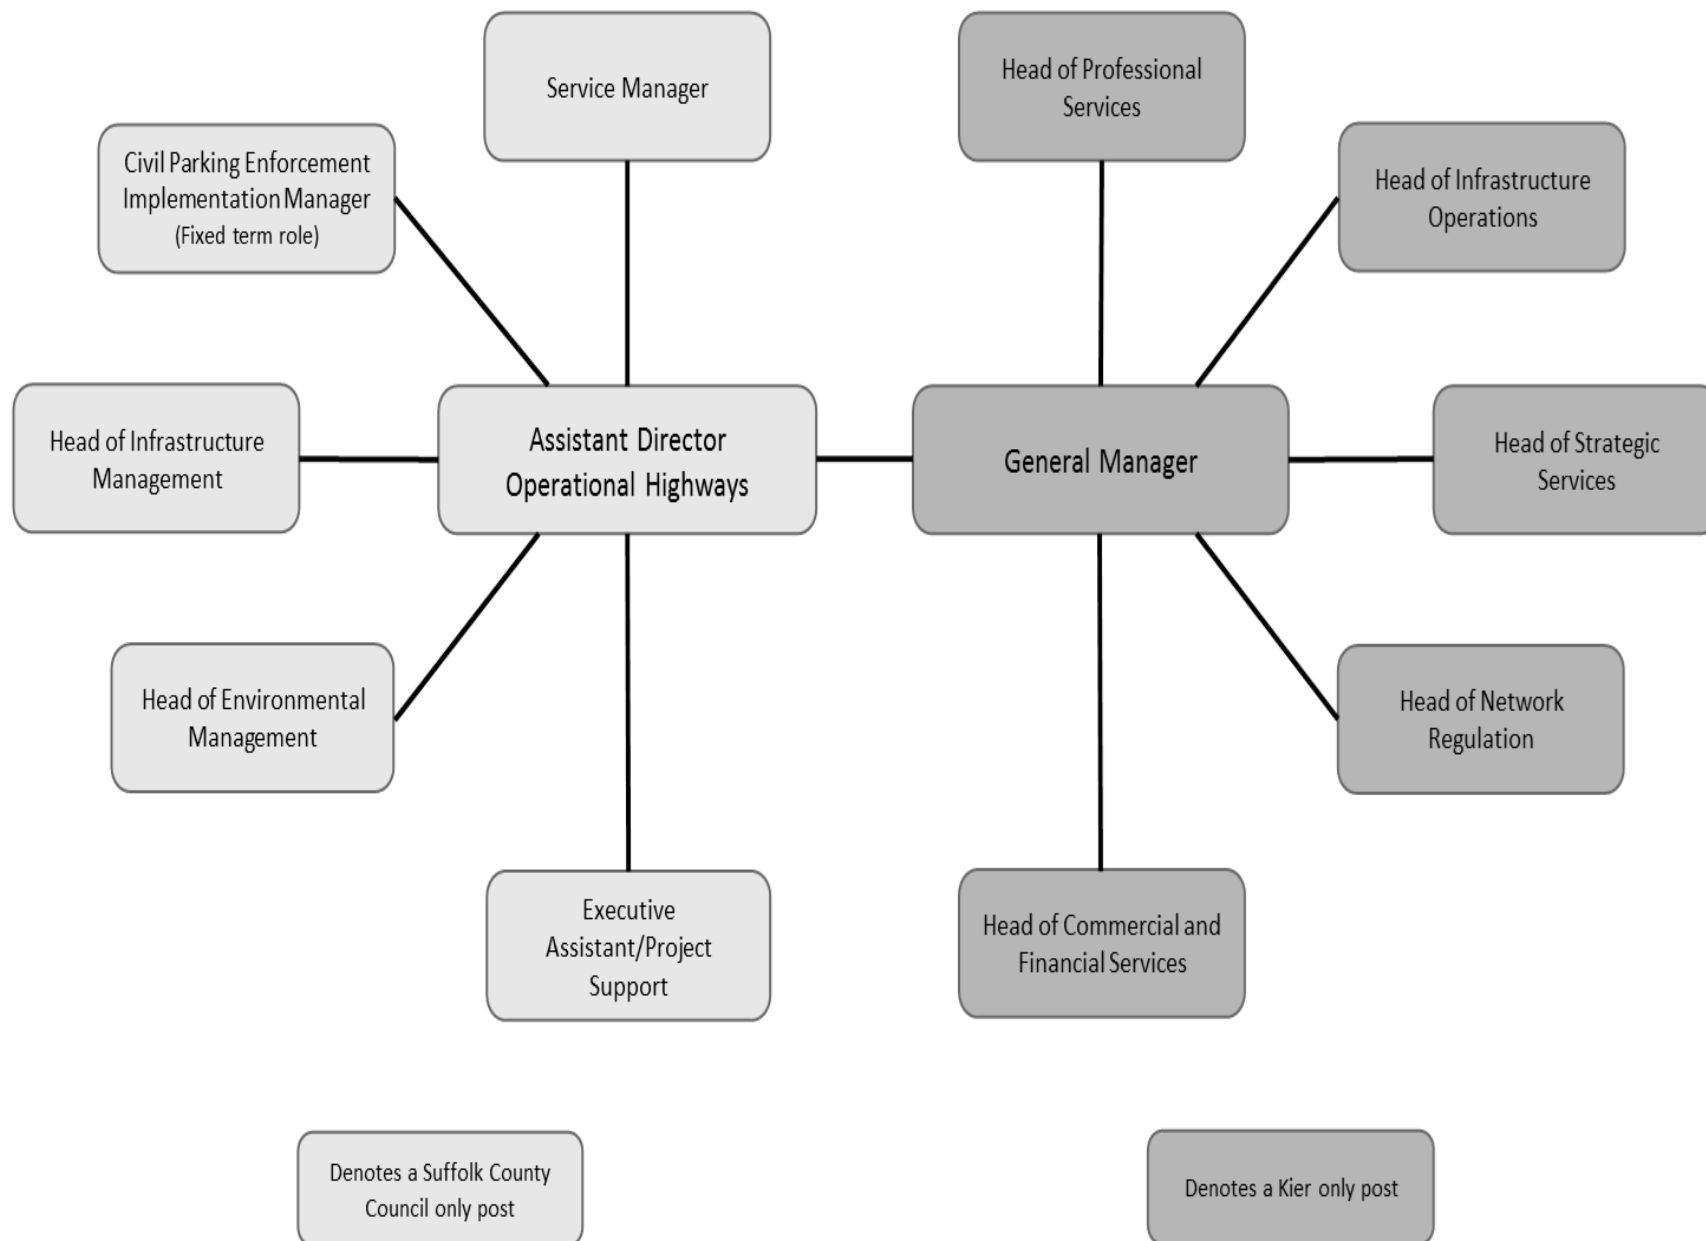 Service Manager
Head of Professional
Services
Civil Parking Enforcement
Implementation Manager
(Fixed term role)
Head of Infrastructure
Operations
Head of Infrastructure
Management
Assistant Director
Operational Highways
General Manager
Head of Strategic
Services
Head of Environmental
Management
Head of Network
Regulation
Executive
Assistant/Project
Support
Head of Commercial and
Financial Services
Denotes a Suffolk County
Council only post
Denotes a Kier only post